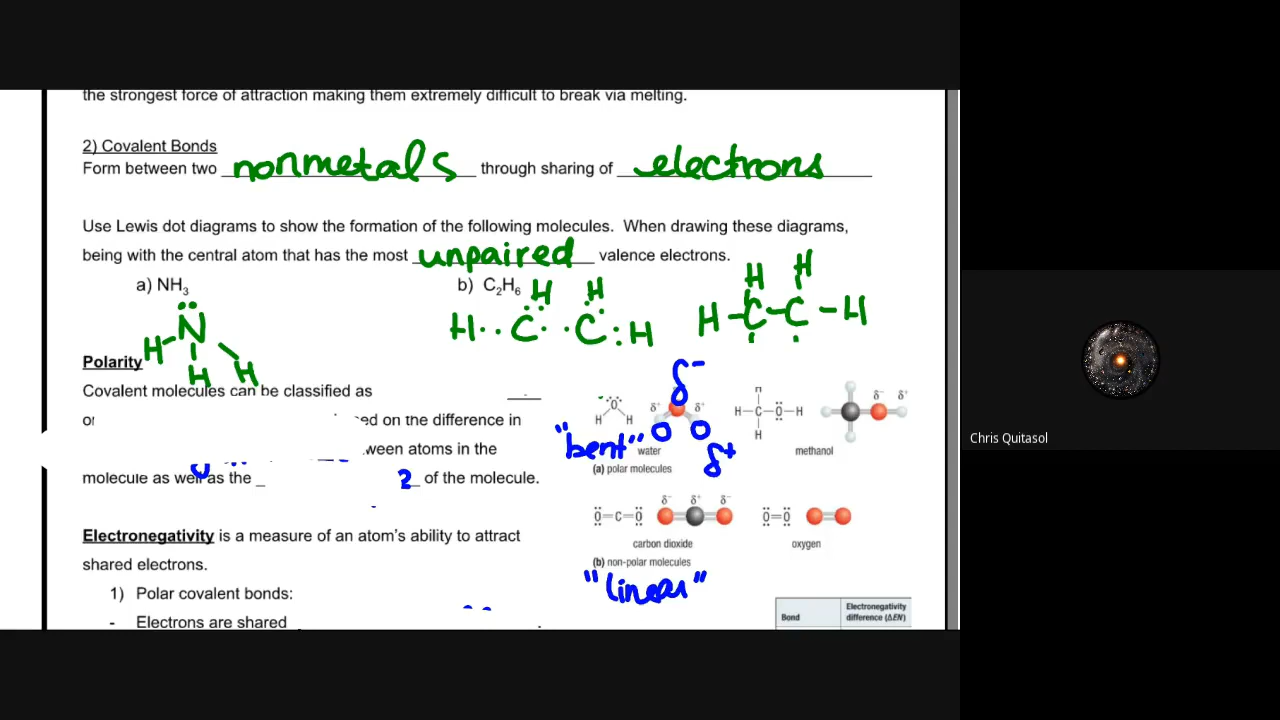 the strongest force of attraction making them extremely difficult to break via melting.
2) Covalent Bonds
Form between two nonmetals through sharing of electrons
Use Lewis dot diagrams to show the formation of the following molecules. When drawing these diagrams,
being with the central atom that has the most unpaired valence electrons.
a) NH₃ b) C₂H₆
H H H H
H C C H H-C-C-H
N
H H H
Polarity
Covalent molecules can be classified as
or
ed on the difference in
ween atoms in the
molecule as well as the of the molecule.
δ⁻
δ⁺ δ⁺
O
H H
"bent" O O δ⁺
water
H
H-C-O-H
H
δ⁻ δ⁺
methanol
(a) polar molecules
O=C=O δ⁻ δ⁺ δ⁻ O=O
carbon dioxide oxygen
(b) non-polar molecules
"linear"
Electronegativity is a measure of an atom's ability to attract
shared electrons.
1) Polar covalent bonds:
- Electrons are shared
Bond Electronegativity
difference (ΔEN)
Chris Quitasol